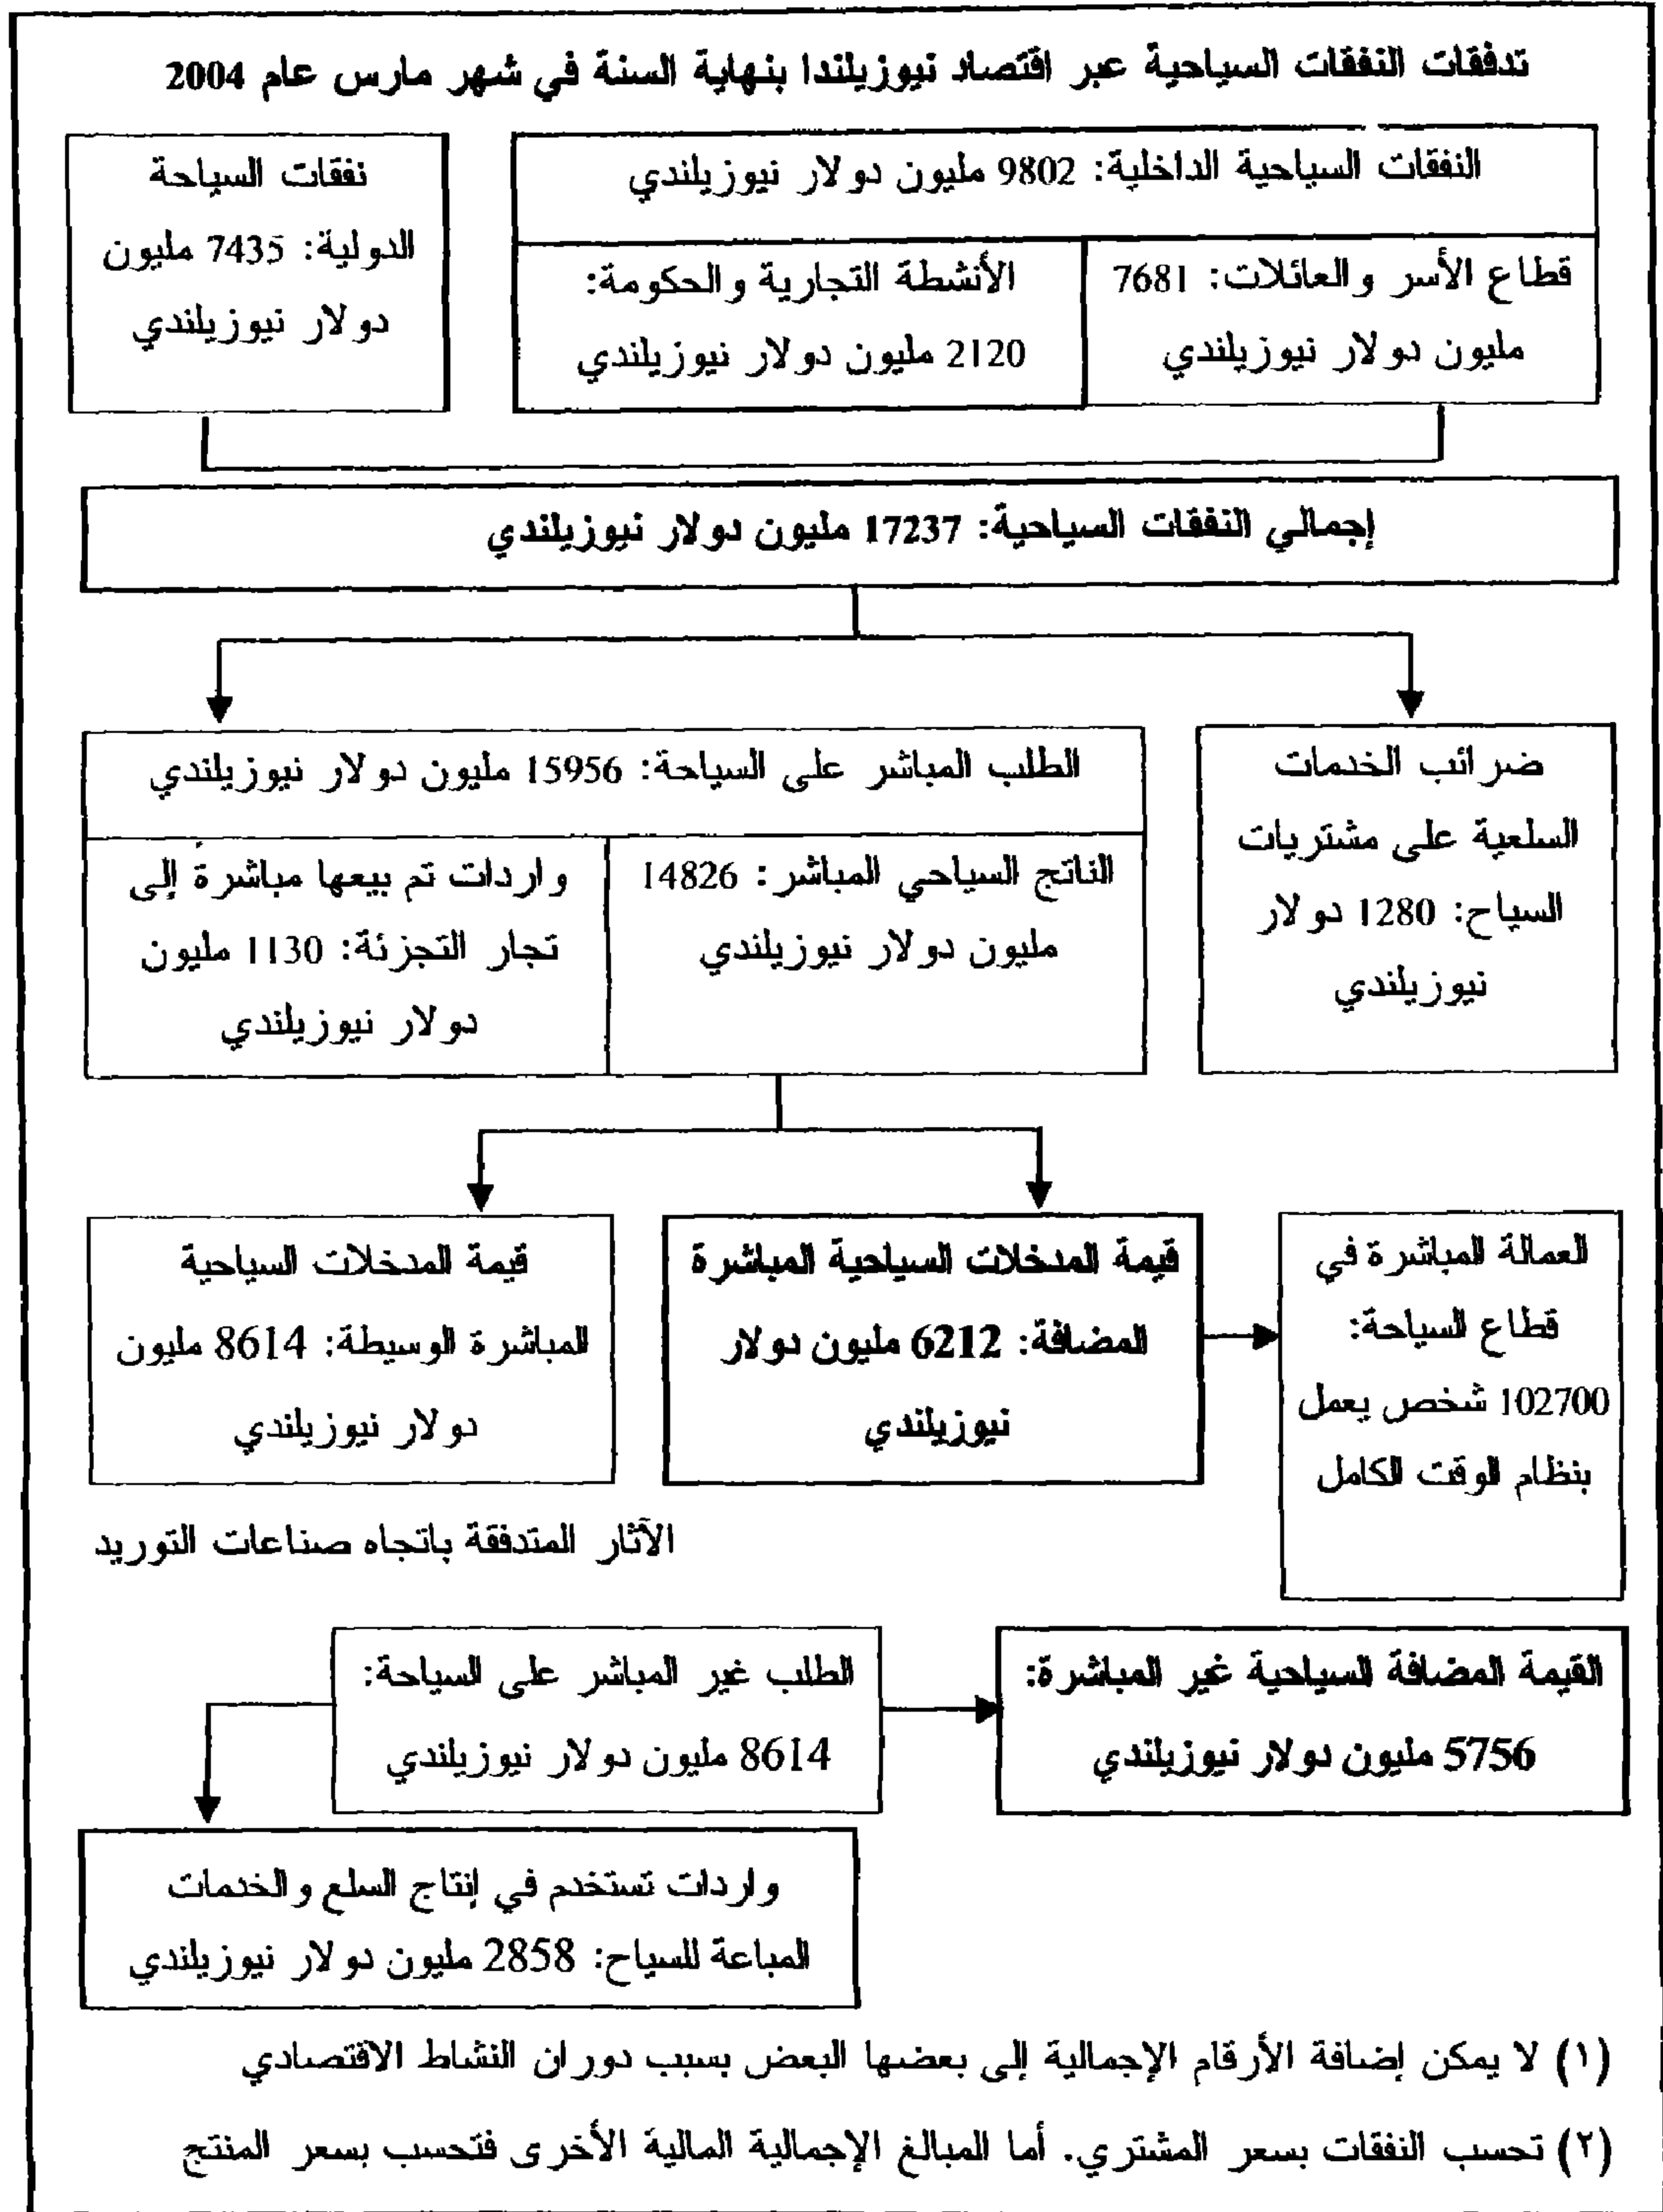 تدفقات النفقات السياحية عبر اقتصاد نيوزيلندا بنهاية السنة في شهر مارس عام 2004
النفقات السياحية الداخلية: 9802 مليون دولار نيوزيلندي
قطاع الأسر والعائلات: 7681
مليون دولار نيوزيلندي
الأنشطة التجارية والحكومة:
2120 مليون دولار نيوزيلندي
نفقات السياحة
الدولية: 7435 مليون
دولار نيوزيلندي
إجمالي النفقات السياحية: 17237 مليون دولار نيوزيلندي
ضرائب الخدمات
السلعية على مشتريات
السياح: 1280 دولار
نيوزيلندي
الطلب المباشر على السياحة: 15956 مليون دولار نيوزيلندي
الناتج السياحي المباشر: 14826
مليون دولار نيوزيلندي
واردات تم بيعها مباشرة إلى
تجار التجزئة: 1130 مليون
دولار نيوزيلندي
العمالة المباشرة في
قطاع السياحة:
102700 شخص يعمل
بنظام الوقت الكامل
قيمة المدخلات السياحية المباشرة
المضافة: 6212 مليون دولار
نيوزيلندي
قيمة المدخلات السياحية
المباشرة الوسيطة: 8614 مليون
دولار نيوزيلندي
الآثار المتدفقة باتجاه صناعات التوريد
القيمة المضافة السياحية غير المباشرة:
5756 مليون دولار نيوزيلندي
الطلب غير المباشر على السياحة:
8614 مليون دولار نيوزيلندي
واردات تستخدم في إنتاج السلع والخدمات
المباعة للسياح: 2858 مليون دولار نيوزيلندي
(١) لا يمكن إضافة الأرقام الإجمالية إلى بعضها البعض بسبب دوران النشاط الاقتصادي
(٢) تحسب النفقات بسعر المشتري. أما المبالغ الإجمالية المالية الأخرى فتحسب بسعر المنتج